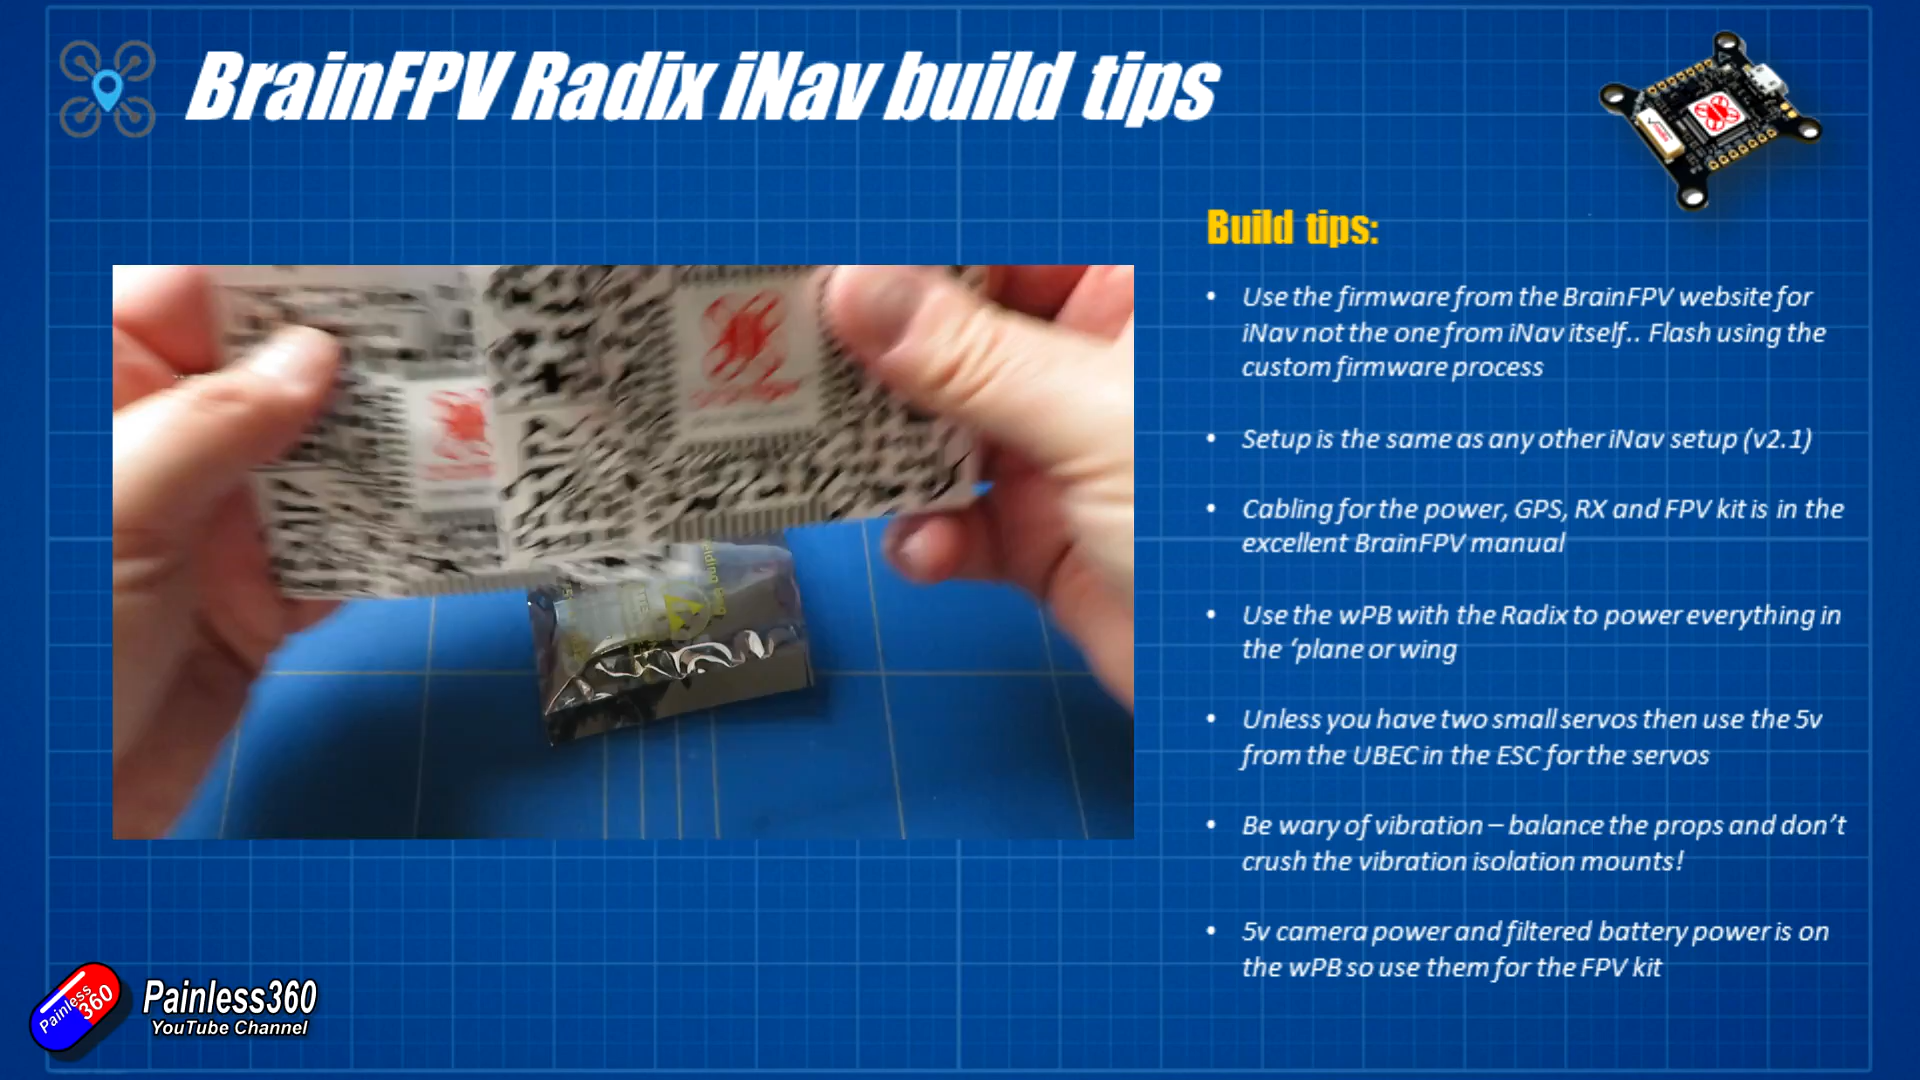 BrainFPV Radix iNav build tips
Build tips:
• Use the firmware from the BrainFPV website for
iNav not the one from iNav itself.. Flash using the
custom firmware process
• Setup is the same as any other iNav setup (v2.1)
• Cabling for the power, GPS, RX and FPV kit is in the
excellent BrainFPV manual
• Use the wPB with the Radix to power everything in
the ‘plane or wing
• Unless you have two small servos then use the 5v
from the UBEC in the ESC for the servos
• Be wary of vibration – balance the props and don’t
crush the vibration isolation mounts!
• 5v camera power and filtered battery power is on
the wPB so use them for the FPV kit
Painless
360
Painless360
YouTube Channel